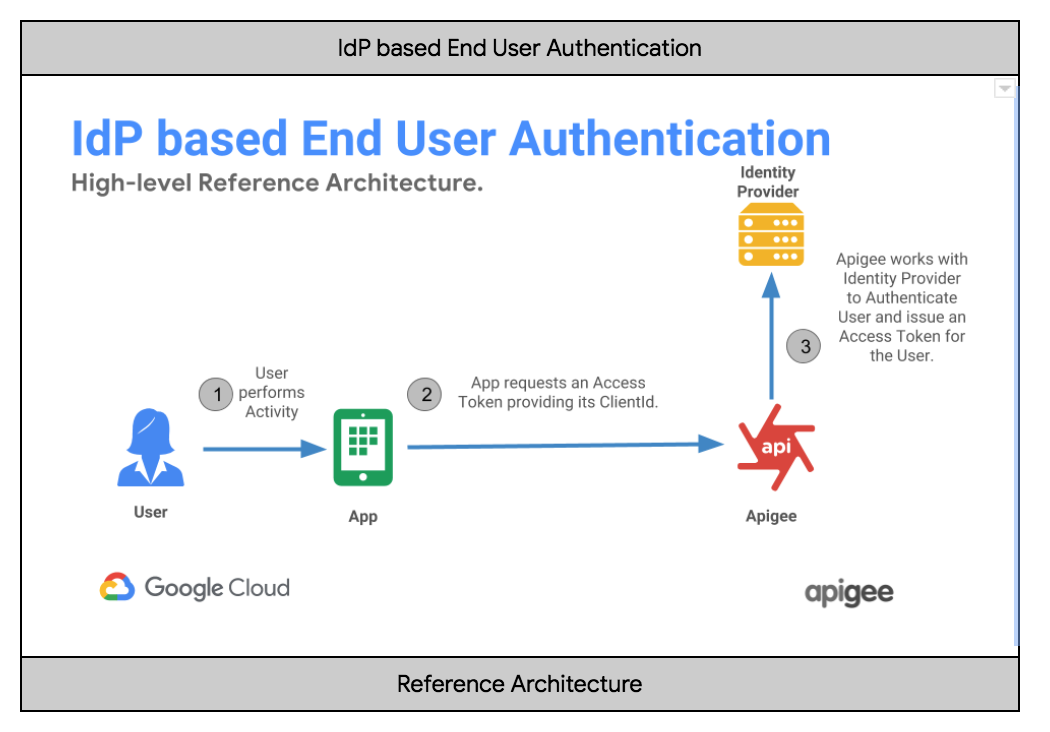 IdP based End User Authentication
IdP based End User Authentication
High-level Reference Architecture.
Identity
Provider
Apigee works with
Identity Provider
to Authenticate
User and issue an
Access Token for
the User.
3
1
User
performs
Activity
2
App requests an Access
Token providing its ClientId.
api
User
App
Apigee
Google Cloud
apigee
Reference Architecture